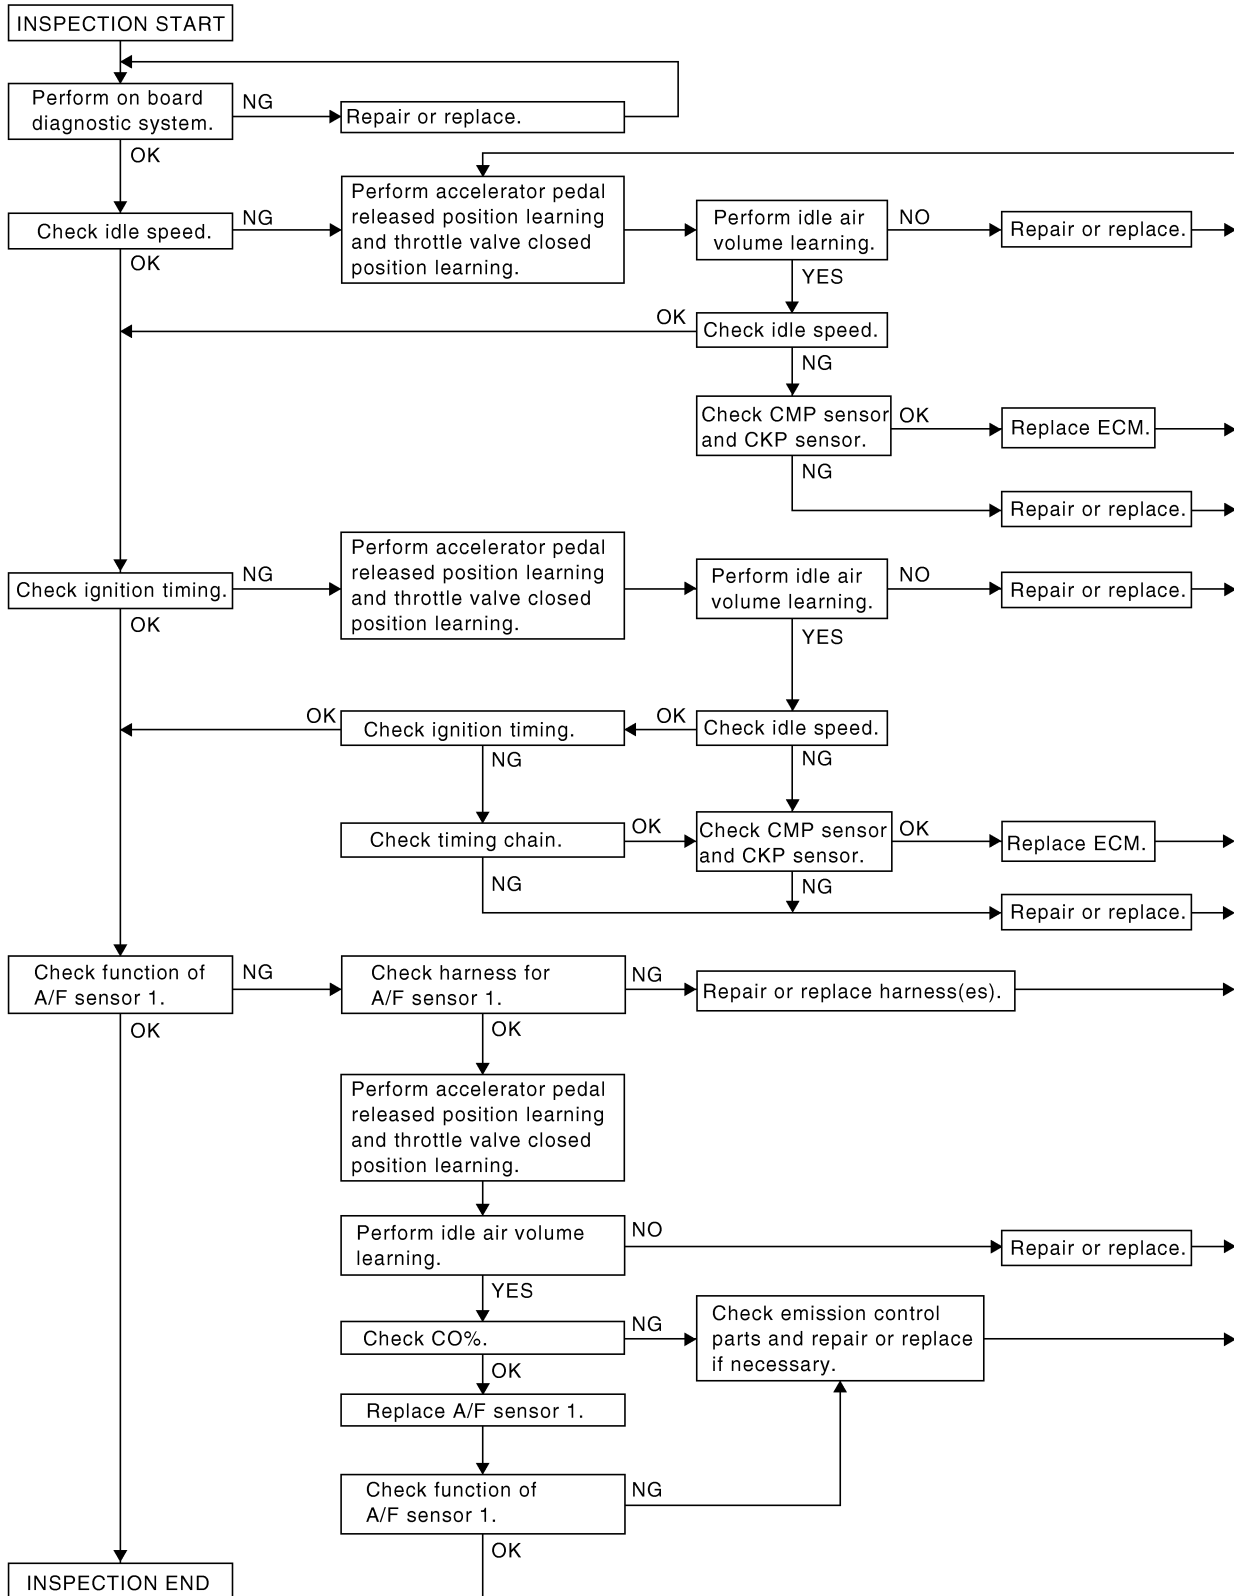 INSPECTION START
Perform on board
diagnostic system.
NG
Repair or replace.
OK
Check idle speed.
NG
Perform accelerator pedal
released position learning
and throttle valve closed
position learning.
Perform idle air
volume learning.
NO
Repair or replace.
OK
YES
OK
Check idle speed.
NG
Check CMP sensor
and CKP sensor.
OK
Replace ECM.
NG
Repair or replace.
Check ignition timing.
NG
Perform accelerator pedal
released position learning
and throttle valve closed
position learning.
Perform idle air
volume learning.
NO
Repair or replace.
OK
YES
OK
Check ignition timing.
OK
Check idle speed.
NG
NG
Check timing chain.
OK
Check CMP sensor
and CKP sensor.
OK
Replace ECM.
NG
NG
Repair or replace.
Check function of
A/F sensor 1.
NG
Check harness for
A/F sensor 1.
NG
Repair or replace harness(es).
OK
OK
Perform accelerator pedal
released position learning
and throttle valve closed
position learning.
Perform idle air volume
learning.
NO
Repair or replace.
YES
Check CO%.
NG
Check emission control
parts and repair or replace
if necessary.
OK
Replace A/F sensor 1.
Check function of
A/F sensor 1.
NG
OK
INSPECTION END